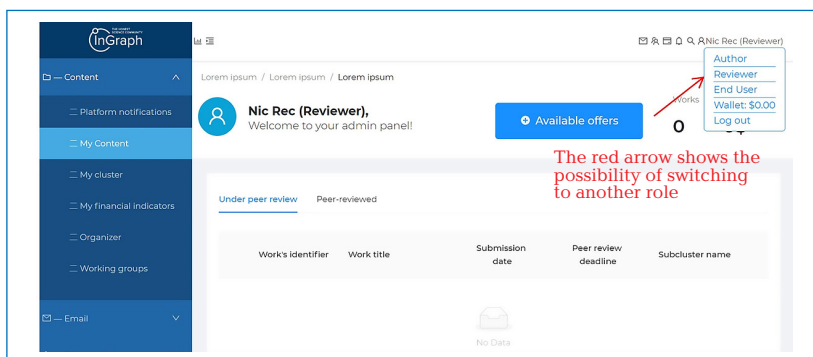 InGraph
Nic Rec (Reviewer)
Author
Reviewer
End User
Wallet: $0.00
Log out
— Content
Lorem ipsum / Lorem ipsum / Lorem ipsum
Platform notifications
My Content
My cluster
My financial indicators
Organizer
Working groups
— Email
Nic Rec (Reviewer),
Welcome to your admin panel!
Available offers
Works
0
The red arrow shows the
possibility of switching
to another role
Under peer review Peer-reviewed
Work's identifier Work title Submission date Peer review deadline Subcluster name
No Data